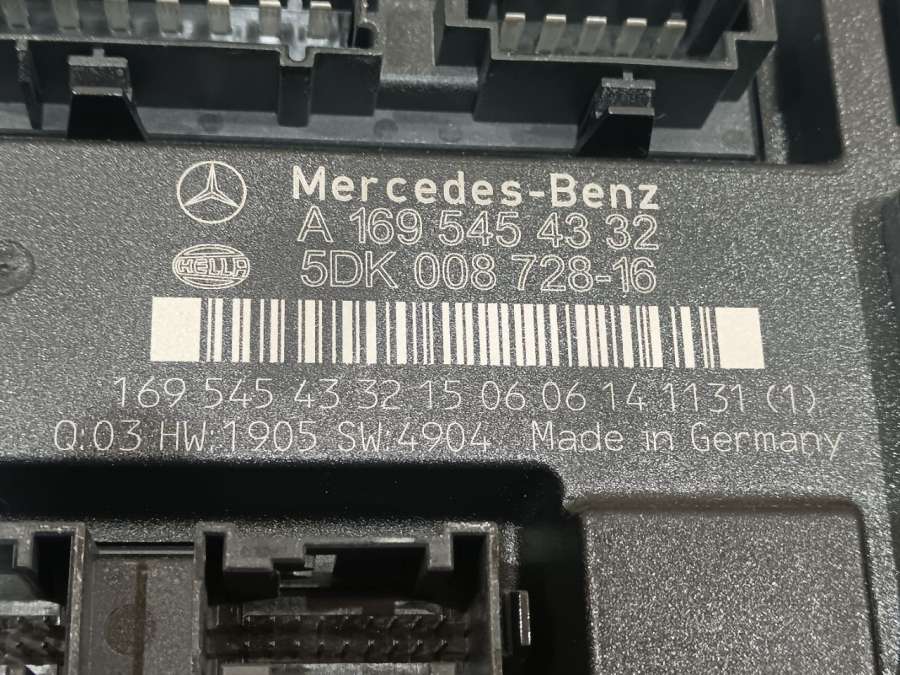 Mercedes-Benz
A 169 545 43 32
HELLA
5DK 008 728-16
169 545 43 32 15 06.06 14 1131 (1)
Q:03 HW:1905 SW:4904 Made in Germany